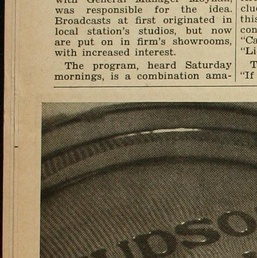 with General Manager
was responsible for the idea.
Broadcasts at first originated in
local station's studios, but now
are put on in firm's showrooms,
with increased interest.
The program, heard Saturday
mornings, is a combination ama-
clu
this
con
"Ca
"Li
T
"If
upso